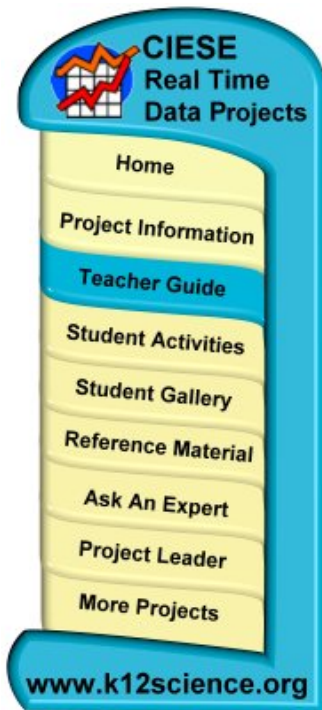 CIESE
Real Time
Data Projects
Home
Project Information
Teacher Guide
Student Activities
Student Gallery
Reference Material
Ask An Expert
Project Leader
More Projects
www.k12science.org